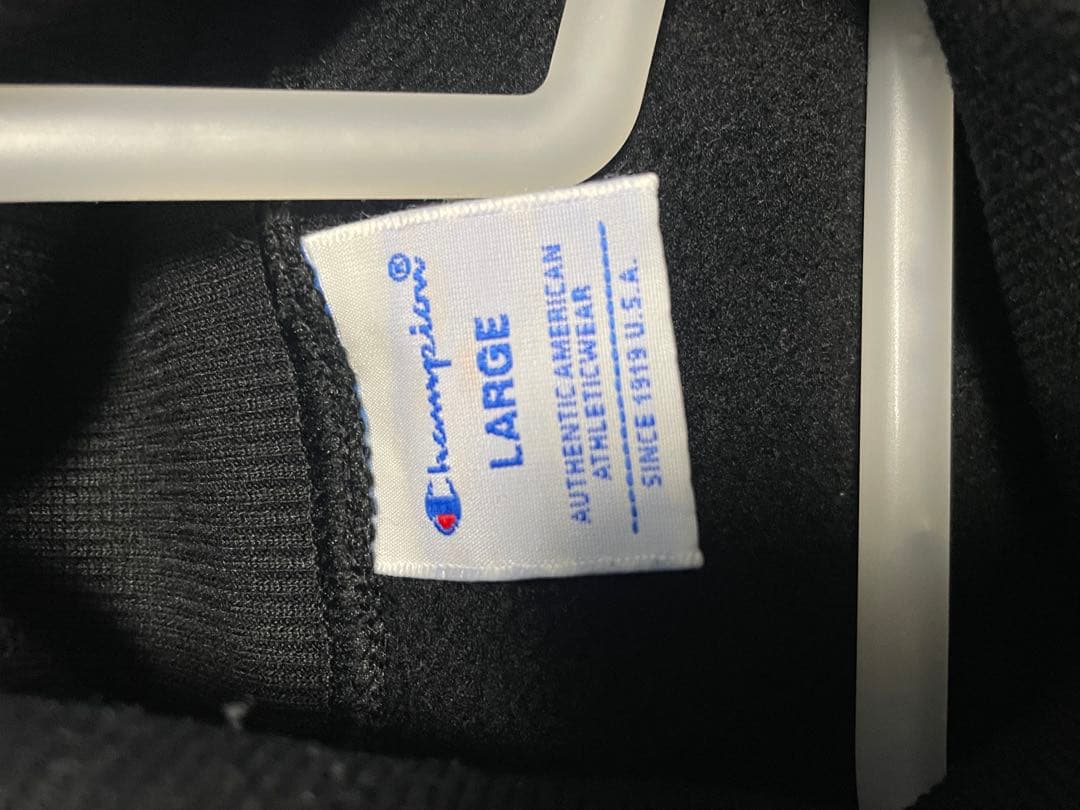 Champion®
LARGE
AUTHENTIC AMERICAN
ATHLETICWEAR
SINCE 1919 U.S.A.